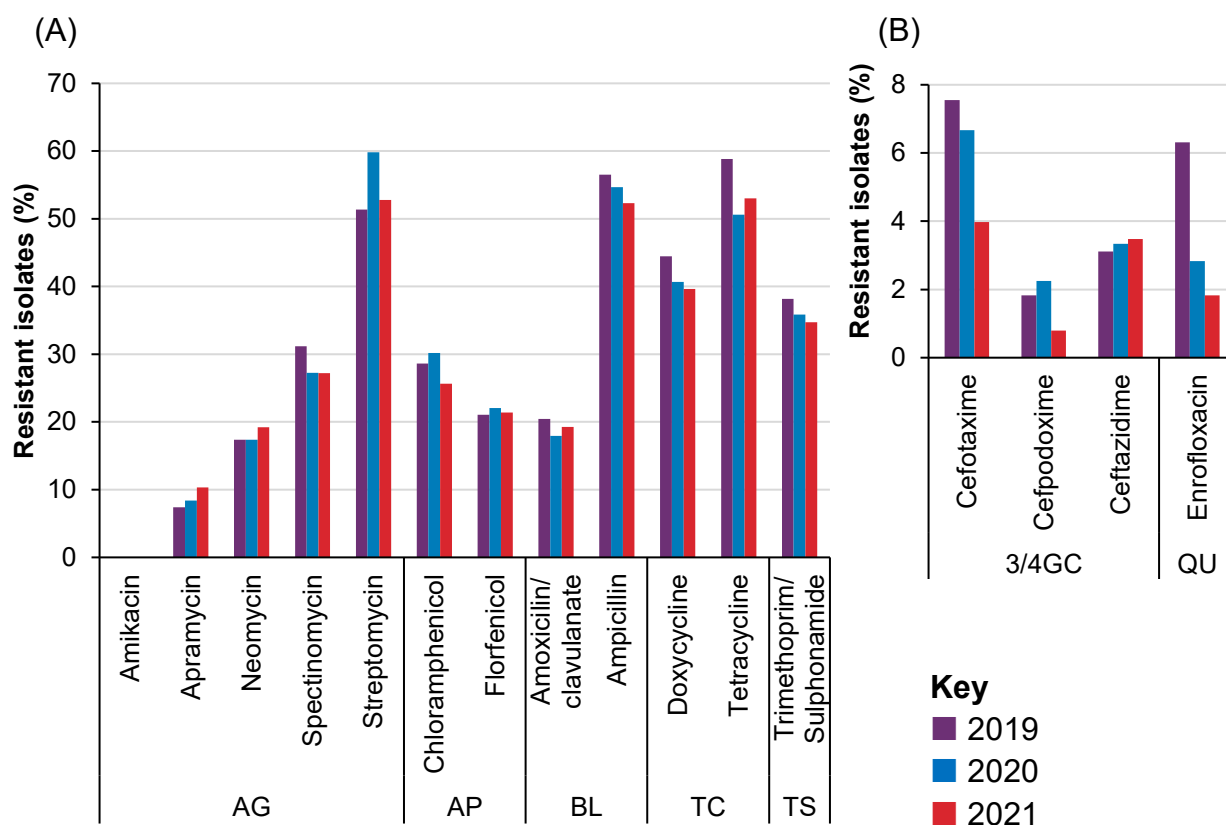 (A)
Resistant isolates (%)
70
60
50
40
30
20
10
0
Amikacin
Apramycin
Neomycin
Spectinomycin
Streptomycin
Chloramphenicol
Florfenicol
Amoxicilin/
clavulanate
Ampicillin
Doxycycline
Tetracycline
Trimethoprim/
Sulphonamide
AG
AP
BL
TC
TS
(B)
Resistant isolates (%)
8
6
4
2
0
Cefotaxime
Cefpodoxime
Ceftazidime
Enrofloxacin
3/4GC
QU
Key
2019
2020
2021